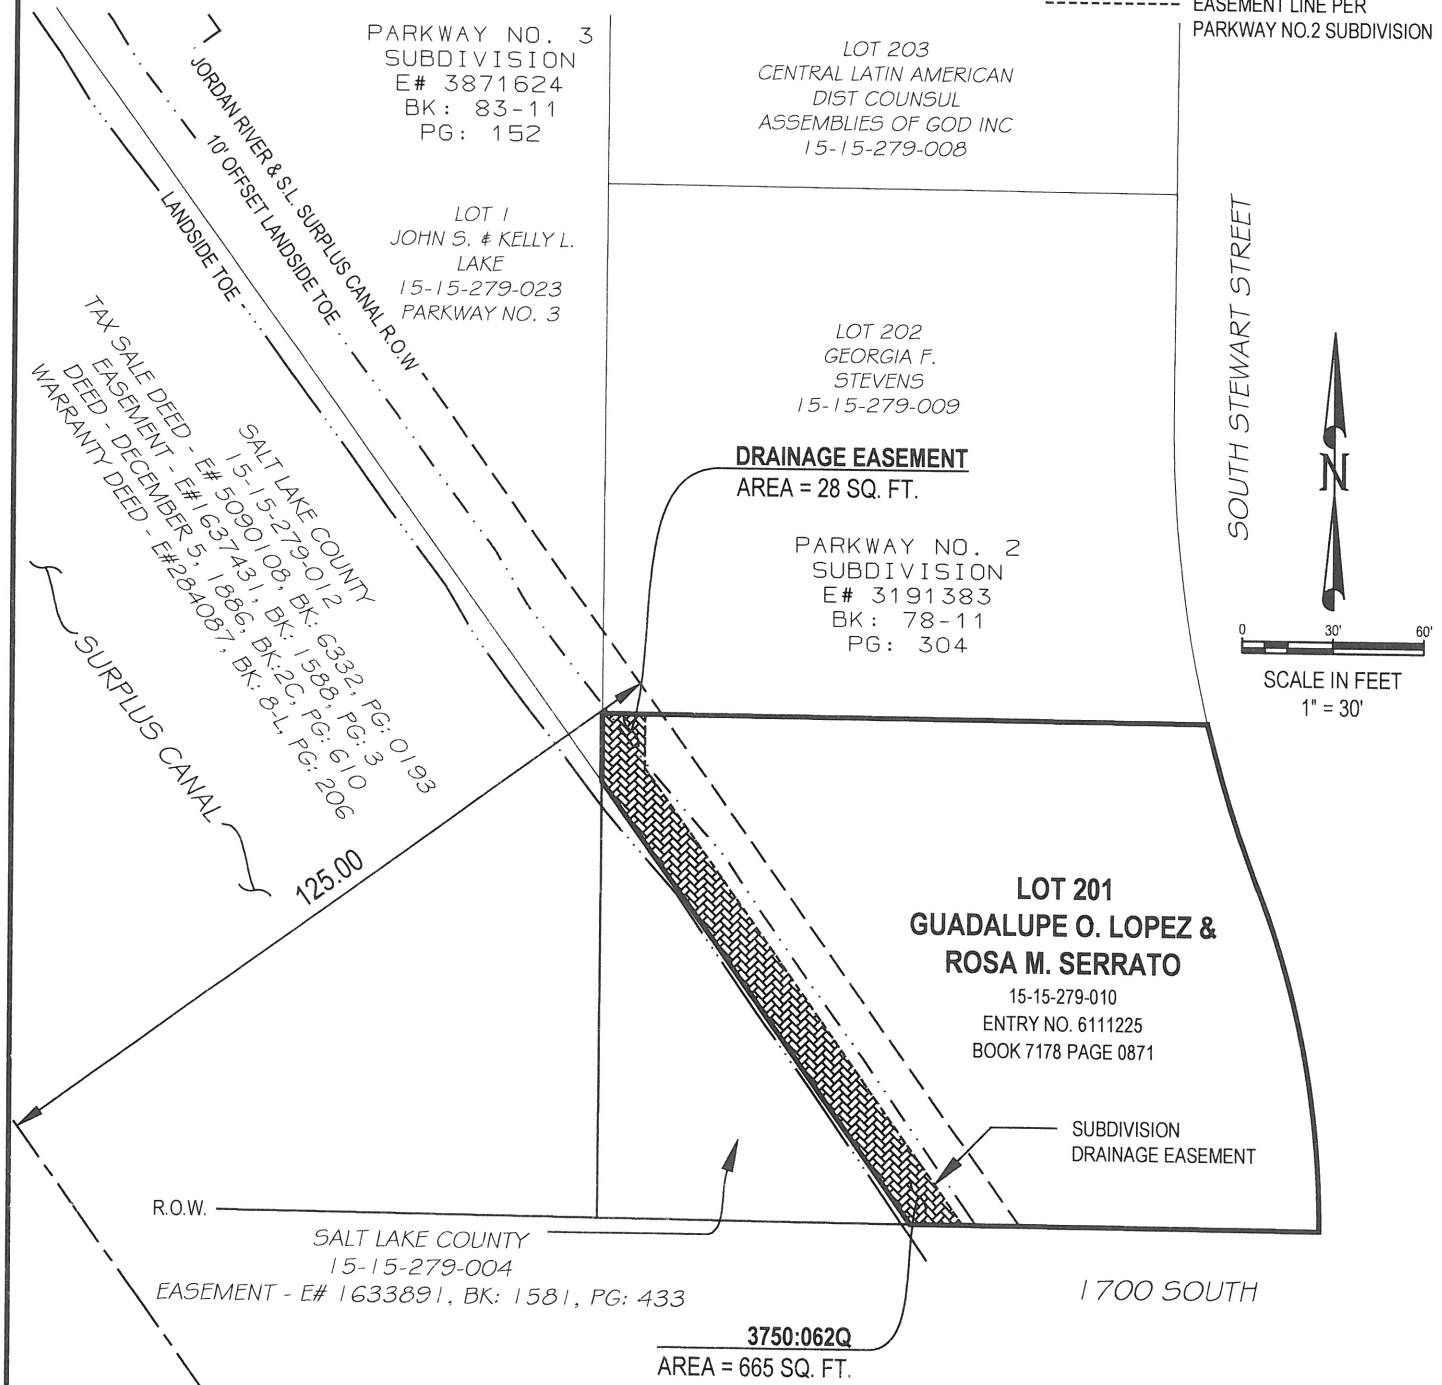 EASEMENT LINE PER
PARKWAY NO.2 SUBDIVISION
PARKWAY NO. 3
SUBDIVISION
E# 3871624
BK: 83-11
PG: 152
LOT 203
CENTRAL LATIN AMERICAN
DIST COUNSUL
ASSEMBLIES OF GOD INC
15-15-279-008
JORDAN RIVER & S.L. SURPLUS CANAL R.O.W
10' OFFSET LANDSIDE TOE
LANDSIDE TOE
LOT 1
JOHN S. & KELLY L.
LAKE
15-15-279-023
PARKWAY NO. 3
SOUTH STEWART STREET
LOT 202
GEORGIA F.
STEVENS
15-15-279-009
SALT LAKE COUNTY
15-15-279-012
TAX SALE DEED - E# 5090108, BK: 6332, PG: 0193
EASEMENT - E#1637431, BK: 1588, PG: 3
DEED - DECEMBER 5, 1886, BK:2C, PG: 610
WARRANTY DEED - E#284087, BK: 8-L, PG: 206
DRAINAGE EASEMENT
AREA = 28 SQ. FT.
N
PARKWAY NO. 2
SUBDIVISION
E# 3191383
BK: 78-11
PG: 304
0 30' 60'
SCALE IN FEET
1" = 30'
SURPLUS CANAL
125.00
LOT 201
GUADALUPE O. LOPEZ &
ROSA M. SERRATO
15-15-279-010
ENTRY NO. 6111225
BOOK 7178 PAGE 0871
SUBDIVISION
DRAINAGE EASEMENT
R.O.W.
SALT LAKE COUNTY
15-15-279-004
EASEMENT - E# 1633891, BK: 1581, PG: 433
1700 SOUTH
3750:062Q
AREA = 665 SQ. FT.